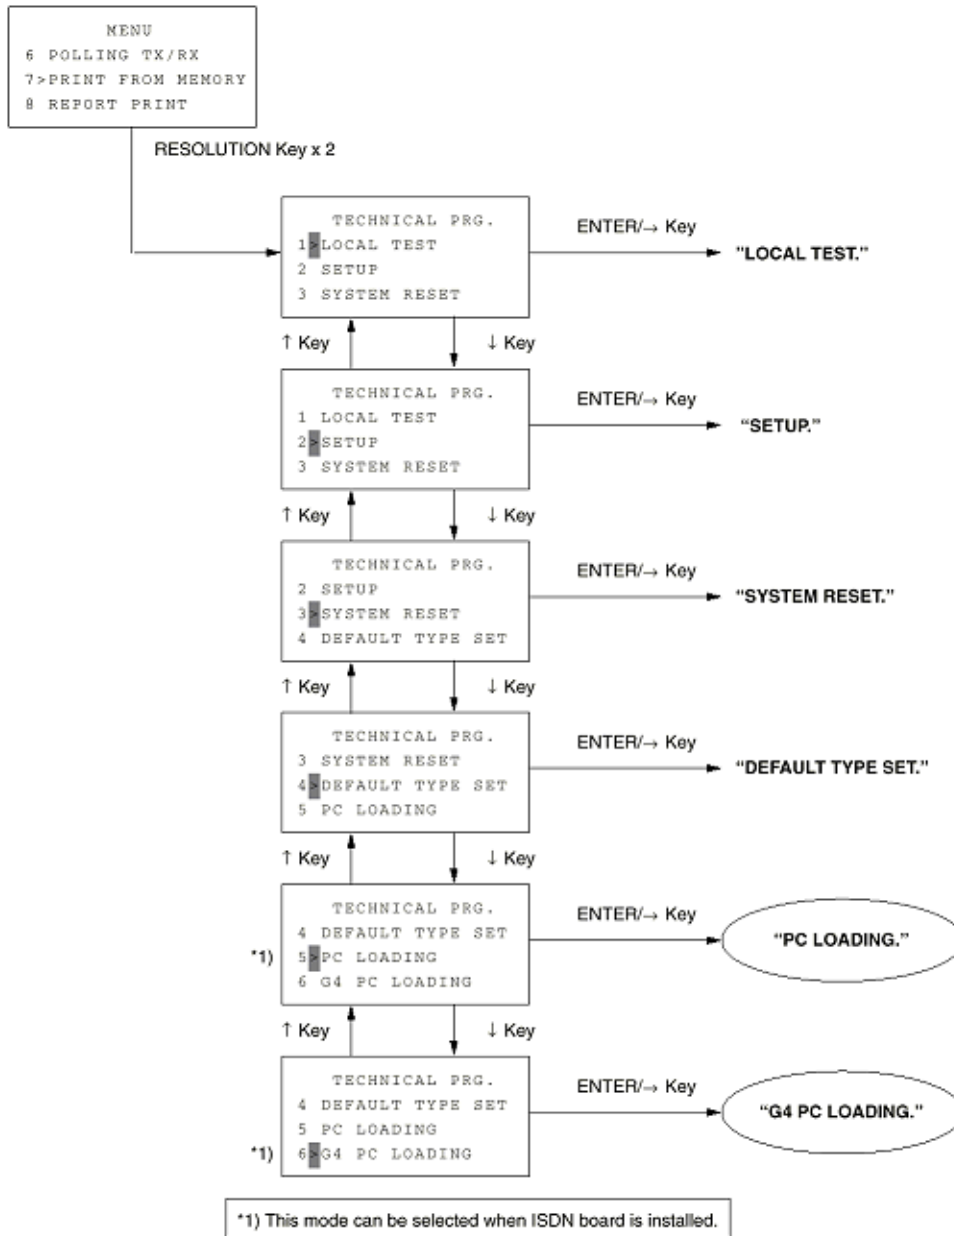 MENU
6 POLLING TX/RX
7>PRINT FROM MEMORY
8 REPORT PRINT
RESOLUTION Key x 2
TECHNICAL PRG.
1>LOCAL TEST
2 SETUP
3 SYSTEM RESET
ENTER/→ Key
"LOCAL TEST."
↑ Key
↓ Key
TECHNICAL PRG.
1 LOCAL TEST
2>SETUP
3 SYSTEM RESET
ENTER/→ Key
“SETUP.”
↑ Key
↓ Key
TECHNICAL PRG.
2 SETUP
3>SYSTEM RESET
4 DEFAULT TYPE SET
ENTER/→ Key
“SYSTEM RESET.”
↑ Key
↓ Key
TECHNICAL PRG.
3 SYSTEM RESET
4>DEFAULT TYPE SET
5 PC LOADING
ENTER/→ Key
“DEFAULT TYPE SET.”
↑ Key
↓ Key
TECHNICAL PRG.
4 DEFAULT TYPE SET
*1) 5>PC LOADING
6 G4 PC LOADING
ENTER/→ Key
“PC LOADING.”
↑ Key
↓ Key
TECHNICAL PRG.
4 DEFAULT TYPE SET
5 PC LOADING
*1) 6>G4 PC LOADING
ENTER/→ Key
“G4 PC LOADING.”
*1) This mode can be selected when ISDN board is installed.